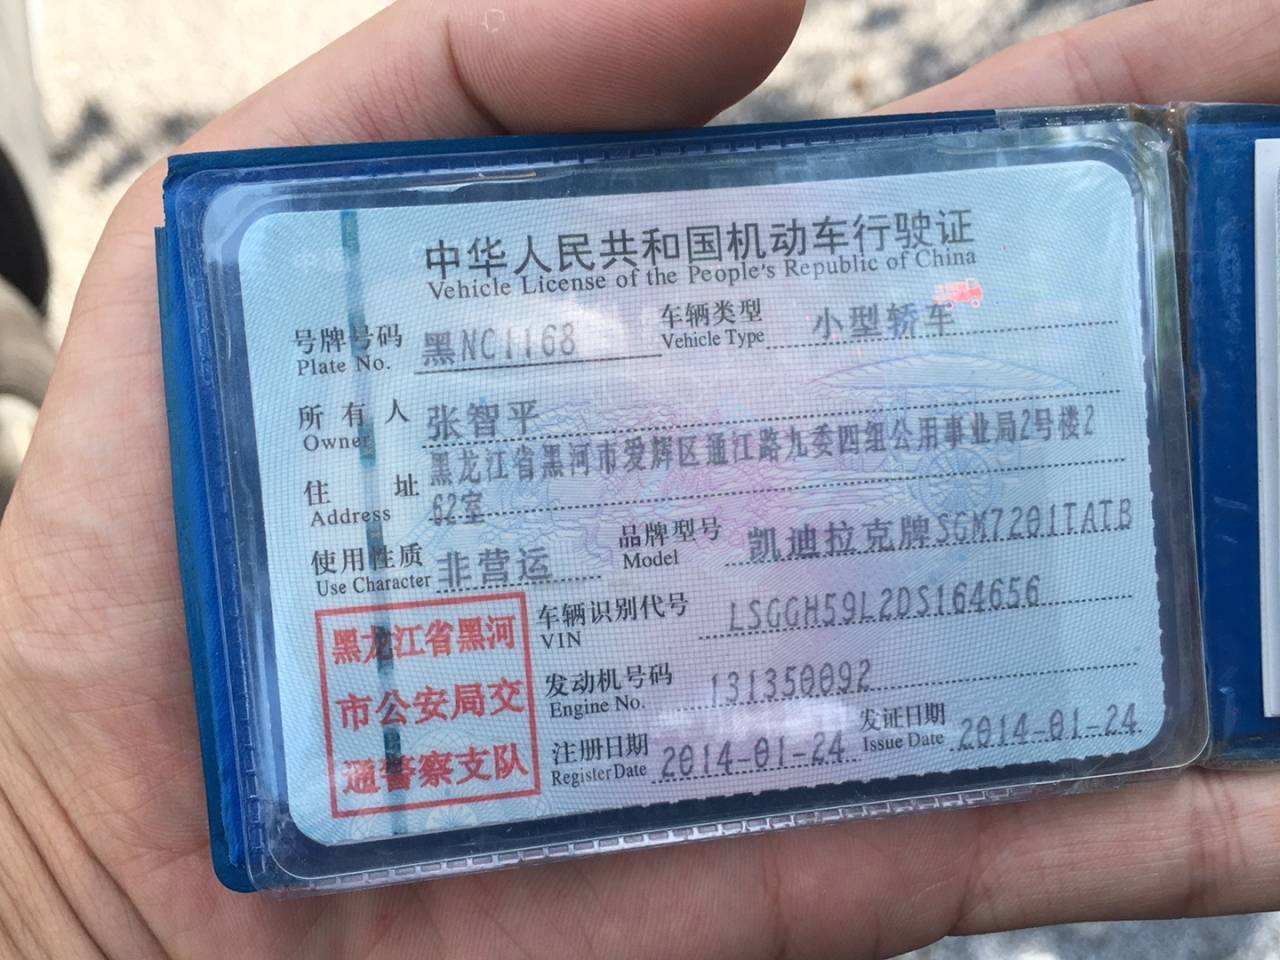 中华人民共和国机动车行驶证
Vehicle License of the People's Republic of China
号牌号码 黑NC1168 车辆类型 小型轿车
Plate No. Vehicle Type
所有人 张智平
Owner
住址 黑龙江省黑河市爱辉区通江路九委四组公用事业局2号楼2
Address 62室
使用性质 非营运 品牌型号 凯迪拉克牌SGM7201TATB
Use Character Model
黑龙江省黑河
市公安局交
通警察支队
车辆识别代号 LSGGH59L2DS164656
VIN
发动机号码 131350092
Engine No.
注册日期 2014-01-24 发证日期 2014-01-24
Register Date Issue Date